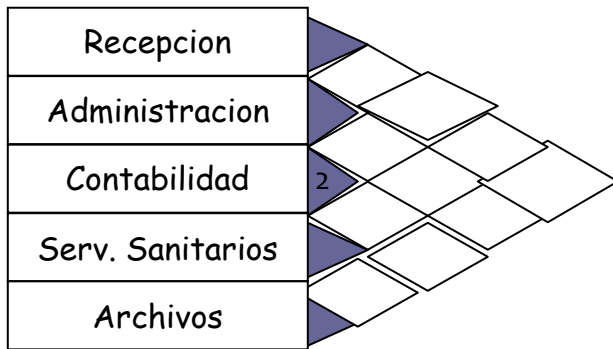 Recepcion
Administracion
Contabilidad
2
Serv. Sanitarios
Archivos